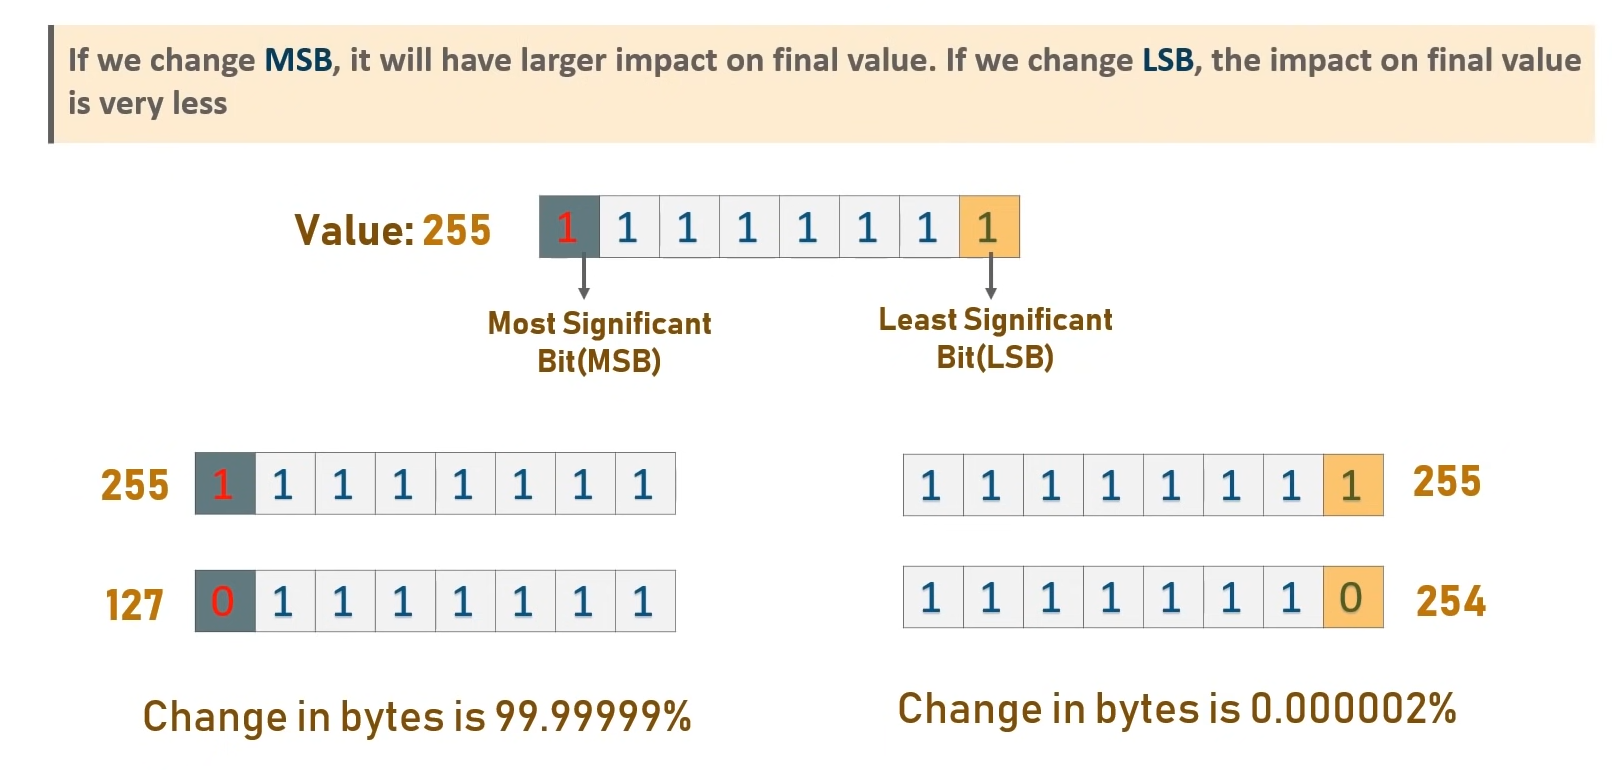 If we change MSB, it will have larger impact on final value. If we change LSB, the impact on final value
is very less
Value: 255 1 1 1 1 1 1 1 1
Most Significant
Bit(MSB)
Least Significant
Bit(LSB)
255 1 1 1 1 1 1 1 1
1 1 1 1 1 1 1 1 255
127 0 1 1 1 1 1 1 1
1 1 1 1 1 1 1 0 254
Change in bytes is 99.99999%
Change in bytes is 0.000002%